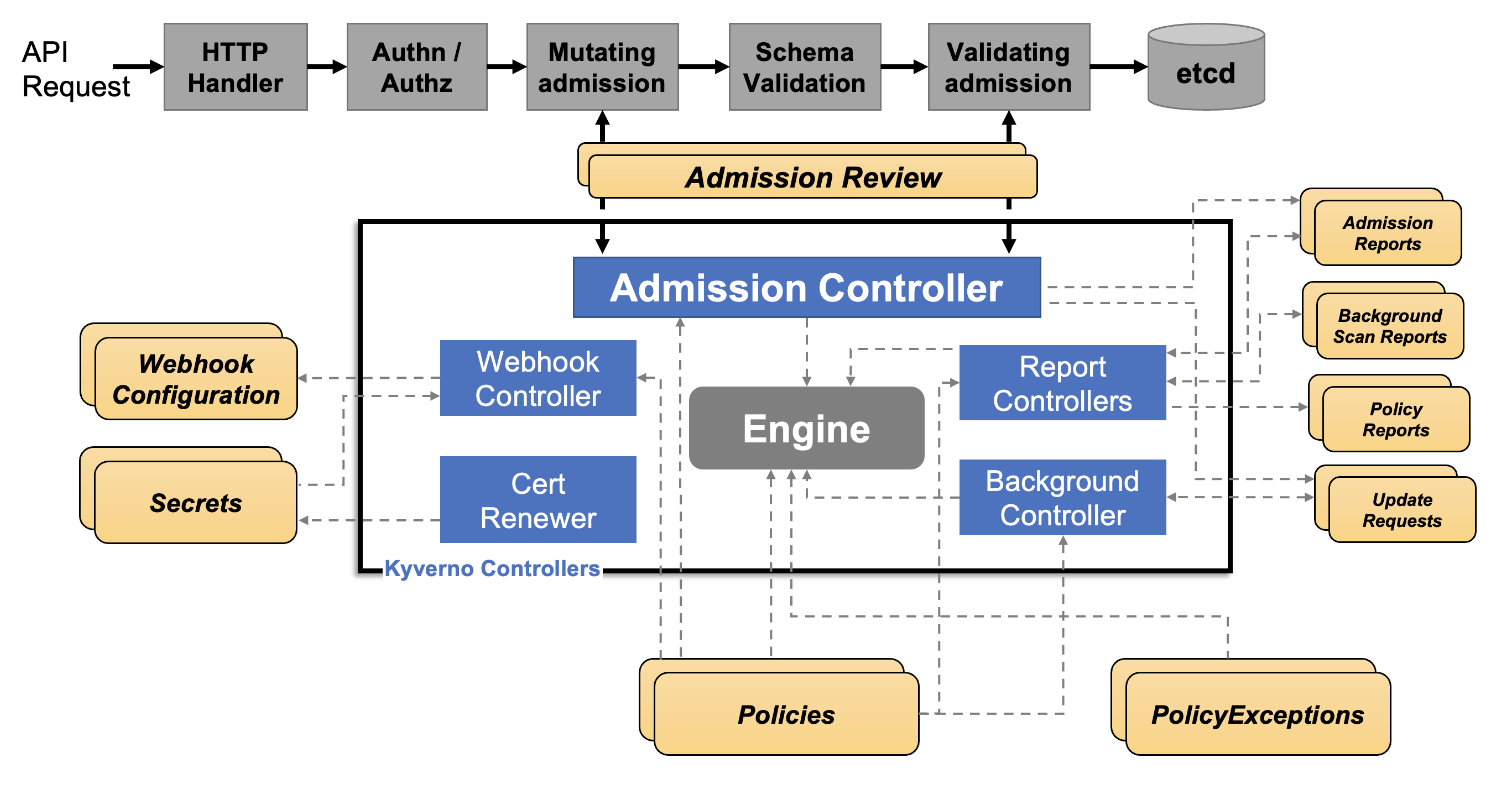 API
Request
HTTP
Handler
Authn /
Authz
Mutating
admission
Schema
Validation
Validating
admission
etcd
Admission Review
Admission Controller
Admission
Reports
Webhook
Configuration
Webhook
Controller
Report
Controllers
Background
Scan Reports
Engine
Policy
Reports
Secrets
Cert
Renewer
Background
Controller
Update
Requests
Kyverno Controllers
Policies
PolicyExceptions